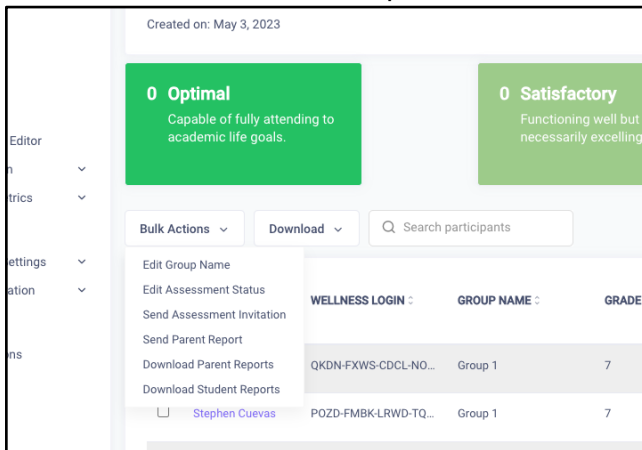 Created on: May 3, 2023
0 Optimal
Capable of fully attending to
academic life goals.
0 Satisfactory
Functioning well but
necessarily excelling
Editor
trics
ettings
ation
ons
Bulk Actions
Download
Search participants
Edit Group Name
Edit Assessment Status
Send Assessment Invitation
Send Parent Report
Download Parent Reports
Download Student Reports
WELLNESS LOGIN GROUP NAME GRADE
QKDN-FXWS-CDCL-NO... Group 1 7
Stephen Cuevas POZD-FMBK-LRWD-TQ... Group 1 7